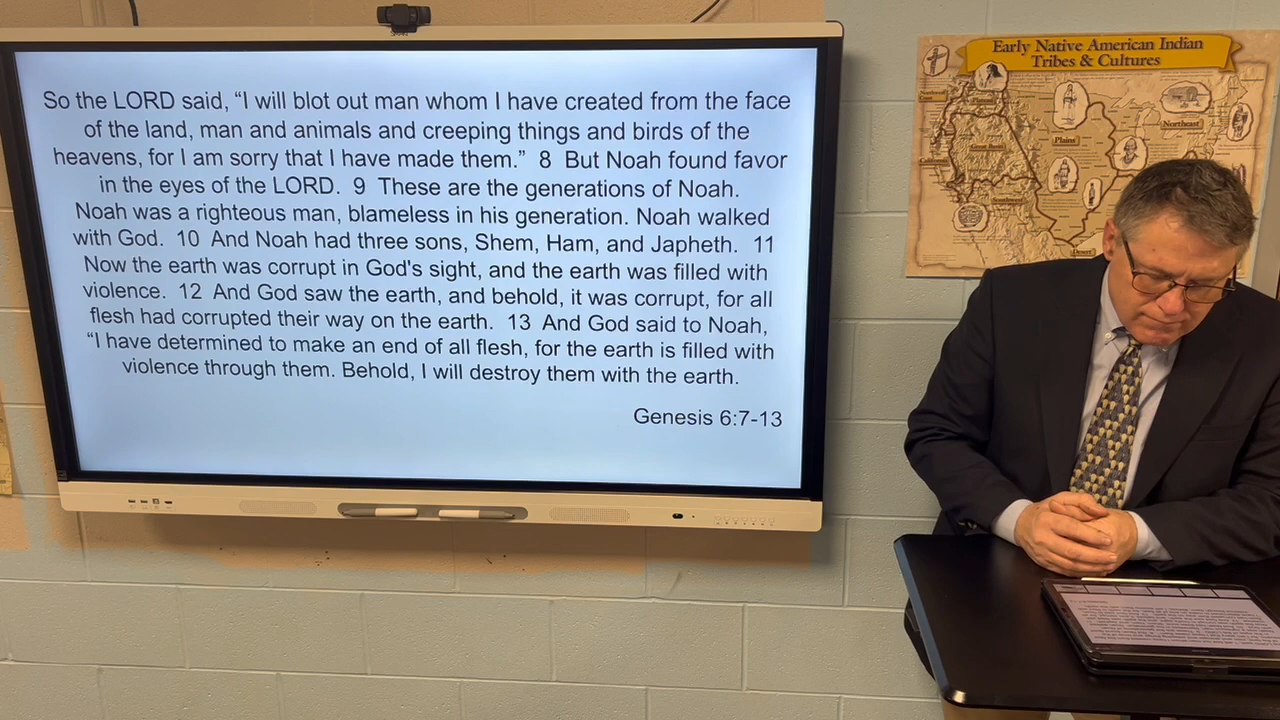 So the LORD said, “I will blot out man whom I have created from the face
of the land, man and animals and creeping things and birds of the
heavens, for I am sorry that I have made them.” 8 But Noah found favor
in the eyes of the LORD. 9 These are the generations of Noah.
Noah was a righteous man, blameless in his generation. Noah walked
with God. 10 And Noah had three sons, Shem, Ham, and Japheth. 11
Now the earth was corrupt in God's sight, and the earth was filled with
violence. 12 And God saw the earth, and behold, it was corrupt, for all
flesh had corrupted their way on the earth. 13 And God said to Noah,
“I have determined to make an end of all flesh, for the earth is filled with
violence through them. Behold, I will destroy them with the earth.
Genesis 6:7-13
Early Native American Indian
Tribes & Cultures
Plateau
Northeast
Plains
Great Basin
Southwest
Desert